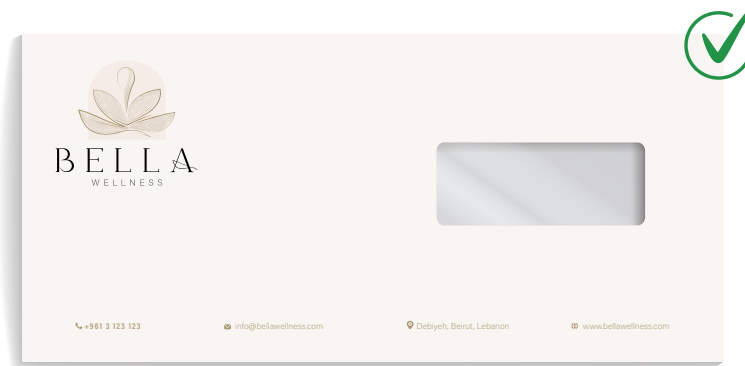 BELLA
WELLNESS
+961 3 123 123
info@bellawellness.com
Debiyeh, Beirut, Lebanon
www.bellawellness.com